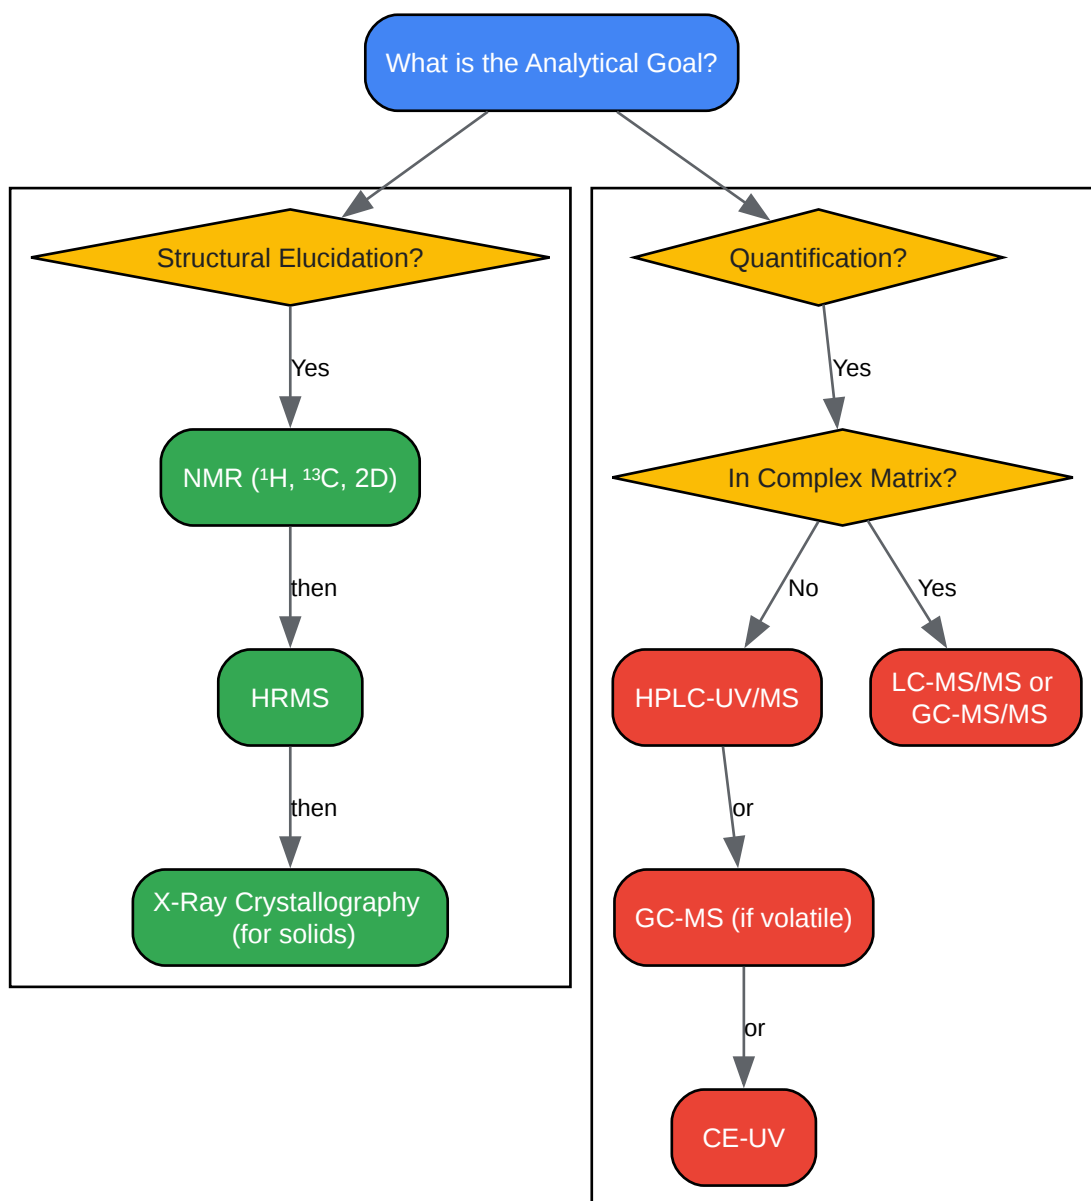 What is the Analytical Goal?
Structural Elucidation?
Yes
NMR (¹H, ¹³C, 2D)
then
HRMS
then
X-Ray Crystallography
(for solids)
Quantification?
Yes
In Complex Matrix?
No
Yes
HPLC-UV/MS
LC-MS/MS or
GC-MS/MS
or
GC-MS (if volatile)
or
CE-UV